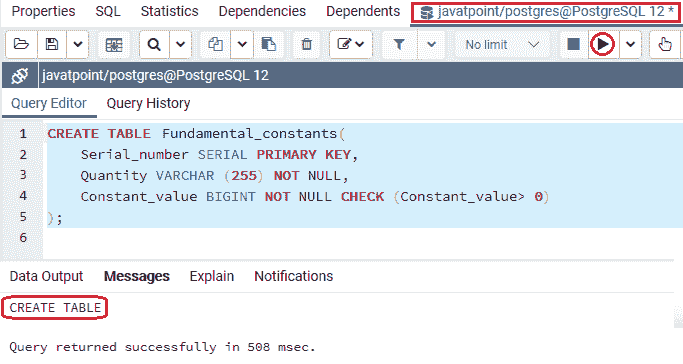 Properties SQL Statistics Dependencies Dependents javatpoint/postgres@PostgreSQL 12 *
No limit
javatpoint/postgres@PostgreSQL 12
Query Editor Query History
1 CREATE TABLE Fundamental_constants(
2 Serial_number SERIAL PRIMARY KEY,
3 Quantity VARCHAR (255) NOT NULL,
4 Constant_value BIGINT NOT NULL CHECK (Constant_value> 0)
5 );
6
Data Output Messages Explain Notifications
CREATE TABLE
Query returned successfully in 508 msec.